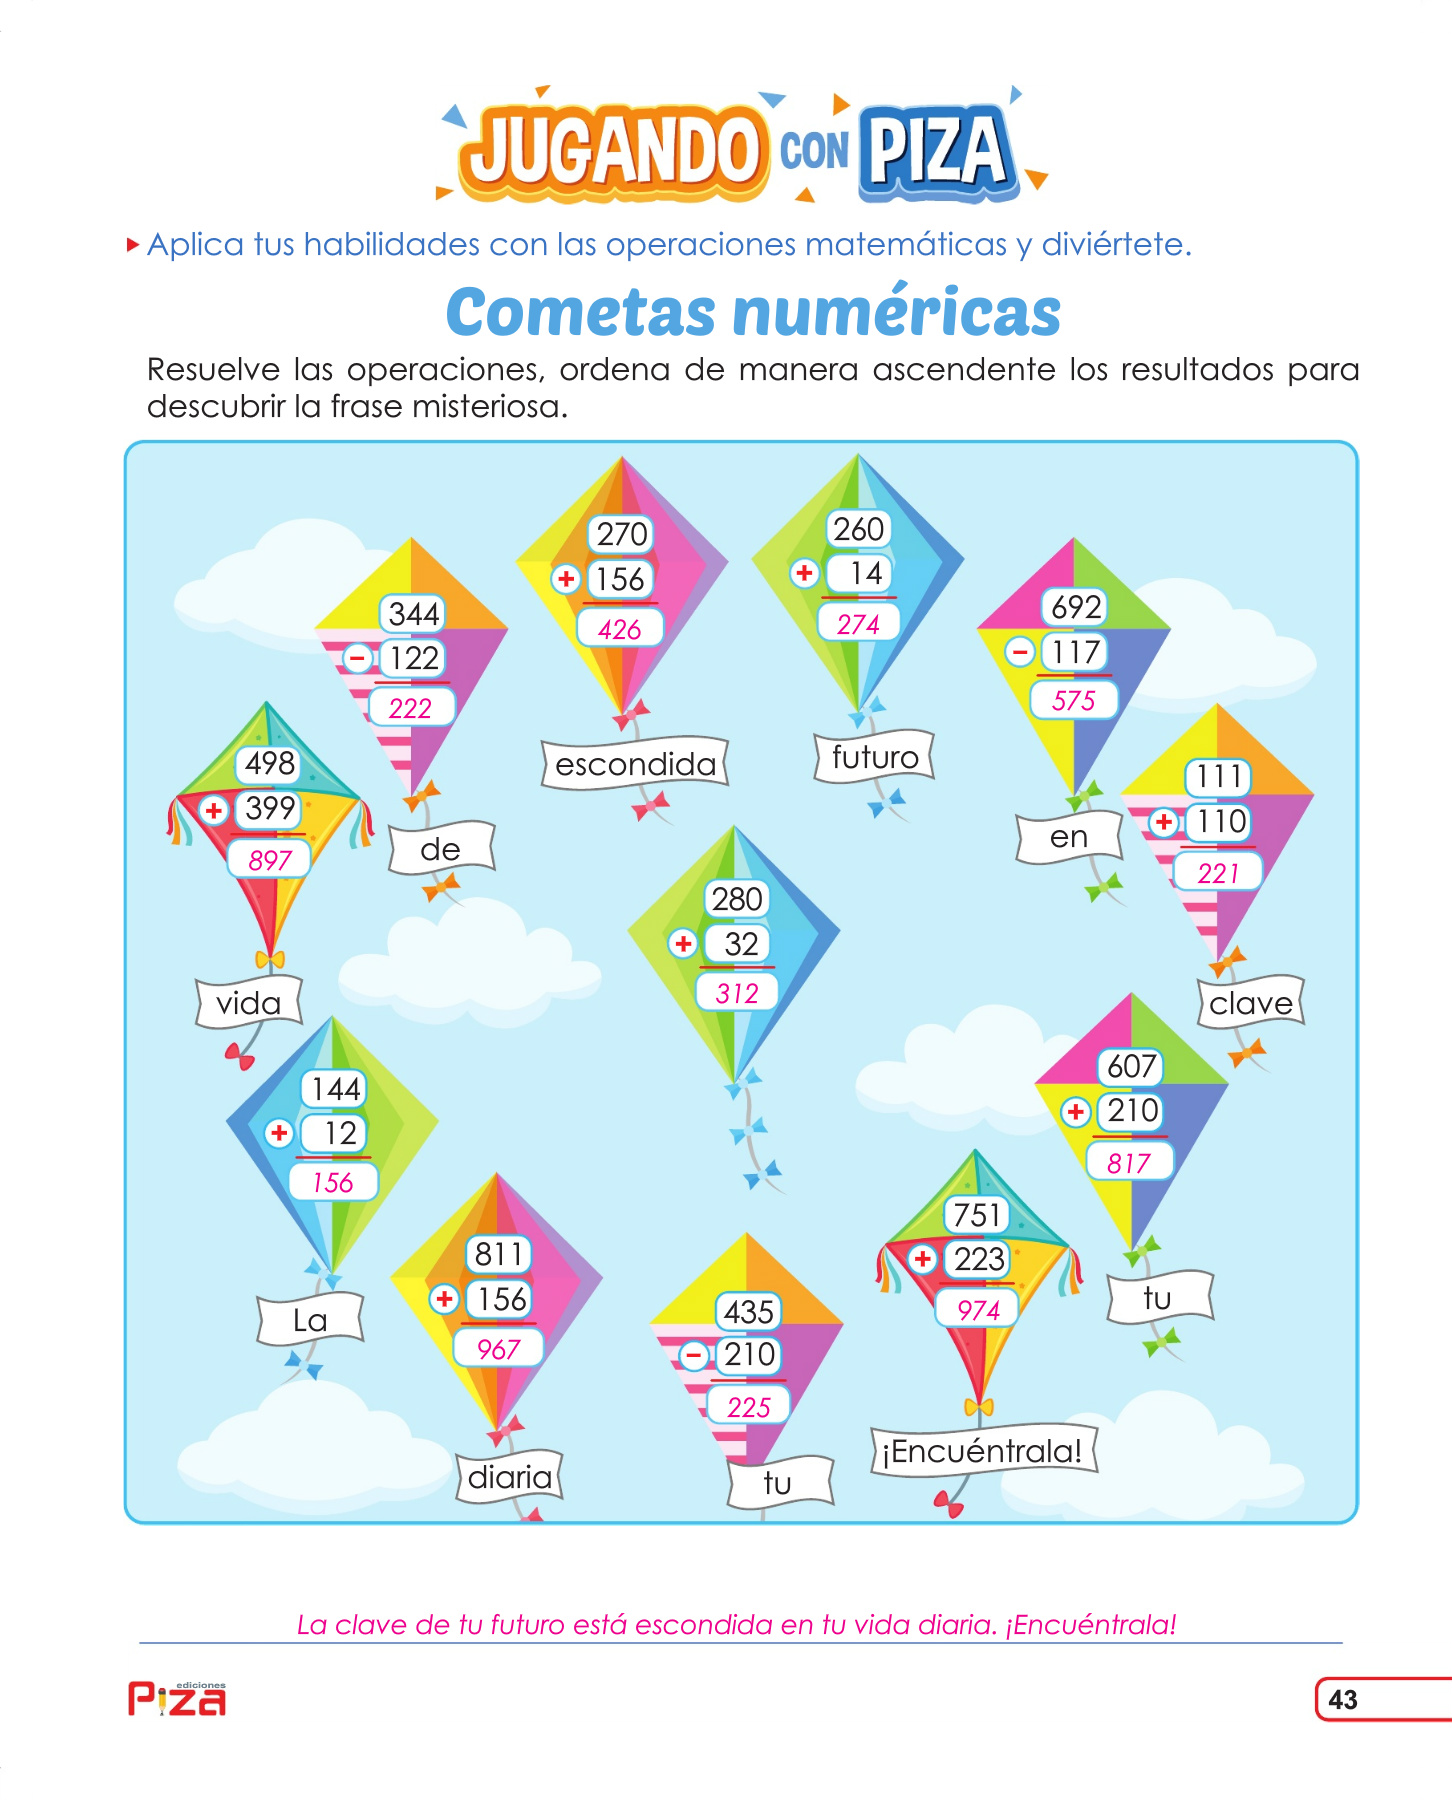 JUGANDO CON PIZA
Aplica tus habilidades con las operaciones matemáticas y diviértete.
Cometas numéricas
Resuelve las operaciones, ordena de manera ascendente los resultados para
descubrir la frase misteriosa.
344
− 122
222
de
270
+ 156
426
escondida
260
+ 14
274
futuro
692
− 117
575
en
498
+ 399
897
vida
111
+ 110
221
clave
280
+ 32
312
144
+ 12
156
La
607
+ 210
817
tu
811
+ 156
967
diaria
435
− 210
225
tu
751
+ 223
974
¡Encuéntrala!
La clave de tu futuro está escondida en tu vida diaria. ¡Encuéntrala!
ediciones
Piza
43